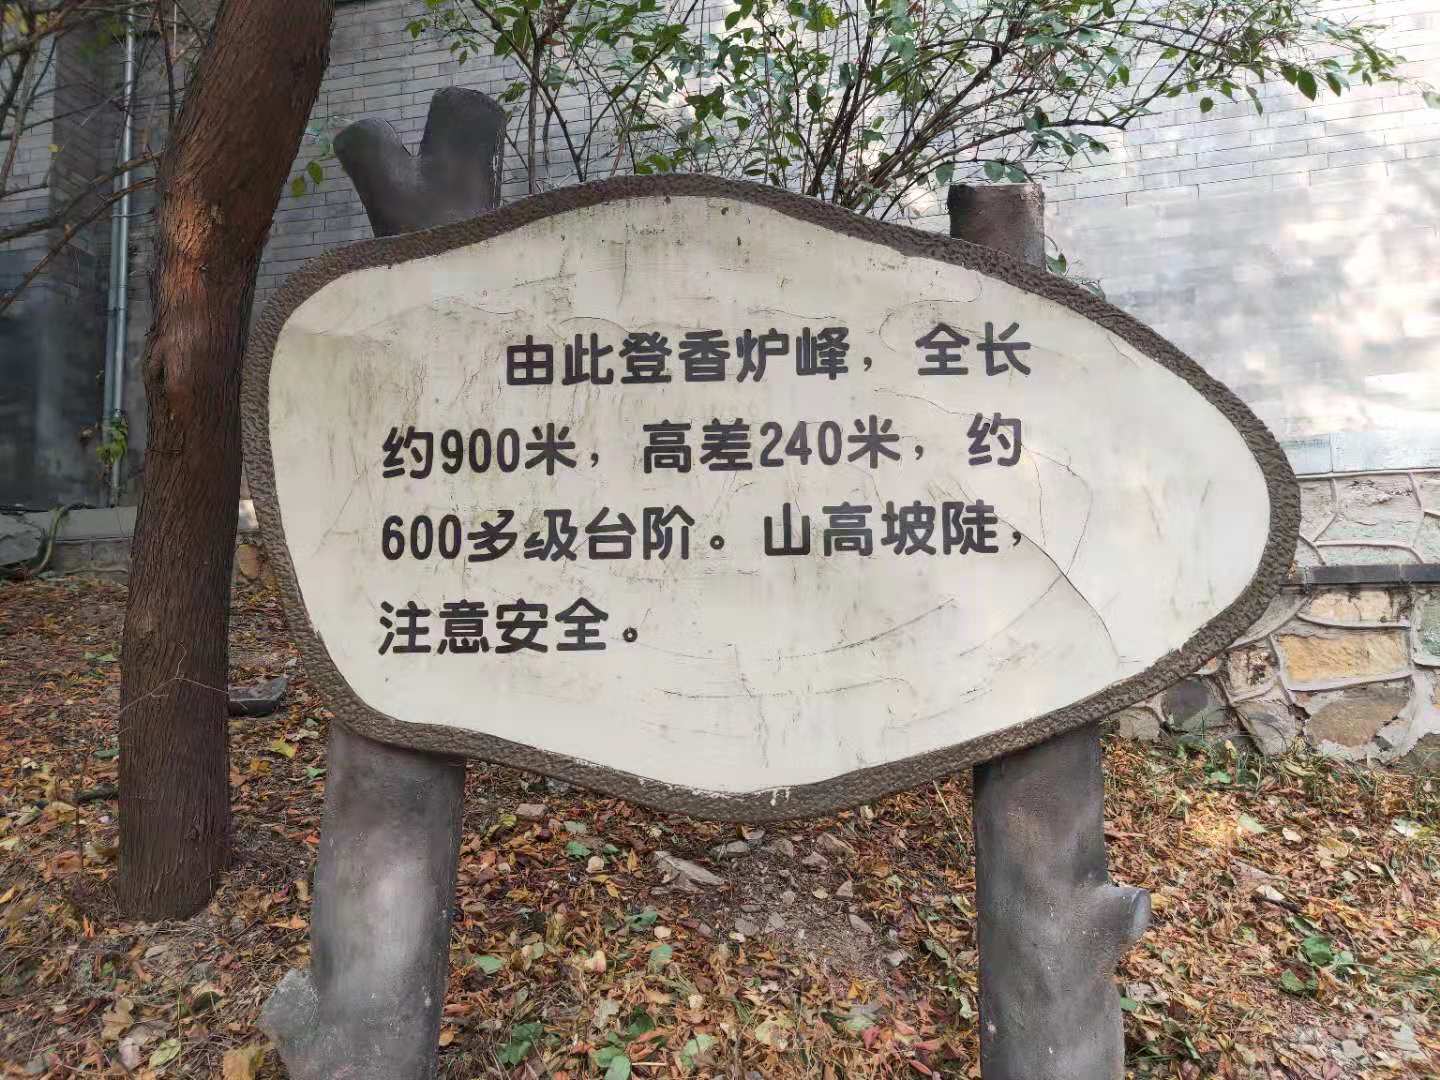 由此登香炉峰，全长
约900米，高差240米，约
600多级台阶。山高坡陡，
注意安全。